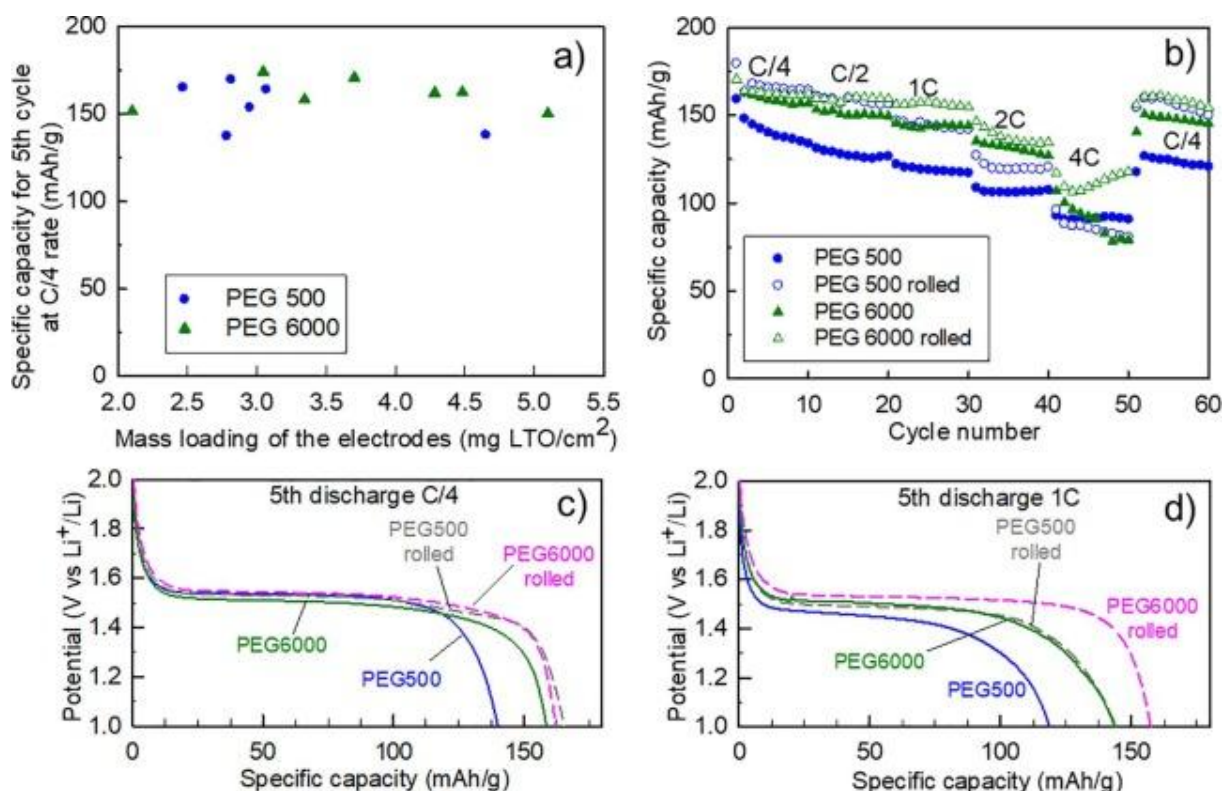 a)
Specific capacity for 5th cycle
at C/4 rate (mAh/g)
200
150
100
50
0
PEG 500
PEG 6000
2.0 2.5 3.0 3.5 4.0 4.5 5.0 5.5
Mass loading of the electrodes (mg LTO/cm²)
b)
Specific capacity (mAh/g)
200
150
100
50
0
C/4
C/2
1C
2C
4C
C/4
PEG 500
PEG 500 rolled
PEG 6000
PEG 6000 rolled
0 10 20 30 40 50 60
Cycle number
c)
5th discharge C/4
Potential (V vs Li⁺/Li)
2.0
1.8
1.6
1.4
1.2
1.0
PEG500
rolled
PEG6000
rolled
PEG6000
PEG500
0 50 100 150
Specific capacity (mAh/g)
d)
5th discharge 1C
Potential (V vs Li⁺/Li)
2.0
1.8
1.6
1.4
1.2
1.0
PEG500
rolled
PEG6000
rolled
PEG6000
PEG500
0 50 100 150
Specific capacity (mAh/g)